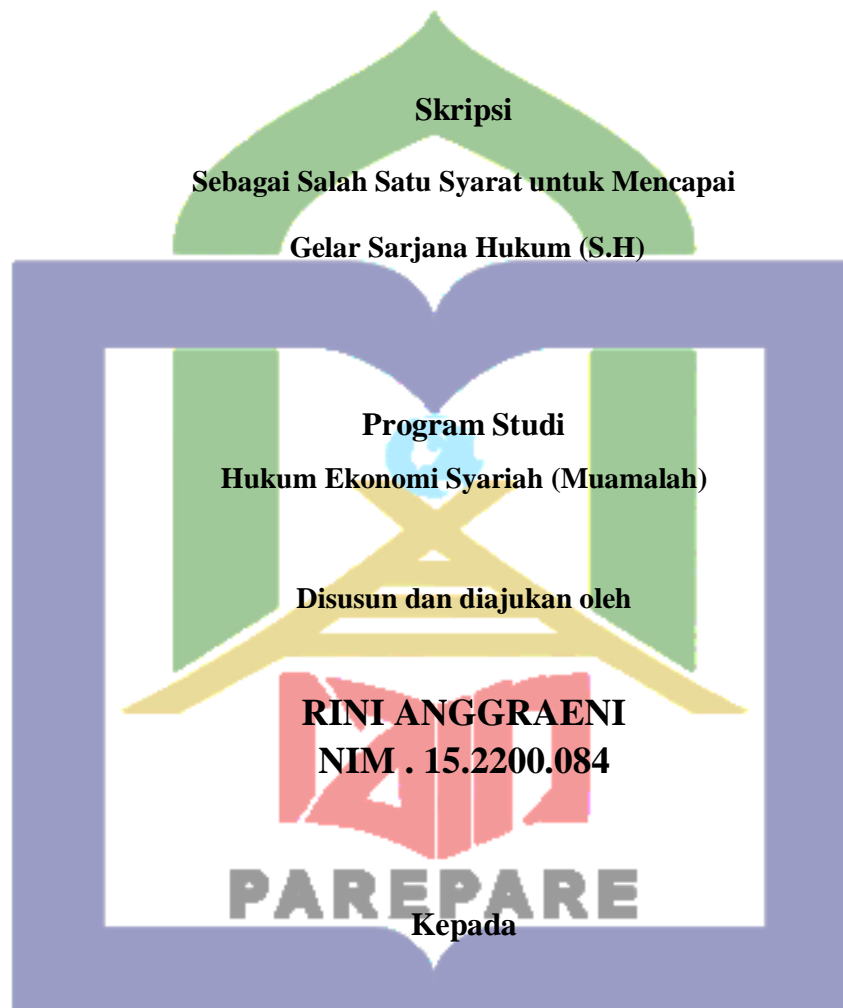 Skripsi
Sebagai Salah Satu Syarat untuk Mencapai
Gelar Sarjana Hukum (S.H)
Program Studi
Hukum Ekonomi Syariah (Muamalah)
Disusun dan diajukan oleh
RINI ANGGRAENI
NIM . 15.2200.084
iain
PAREPARE
Kepada